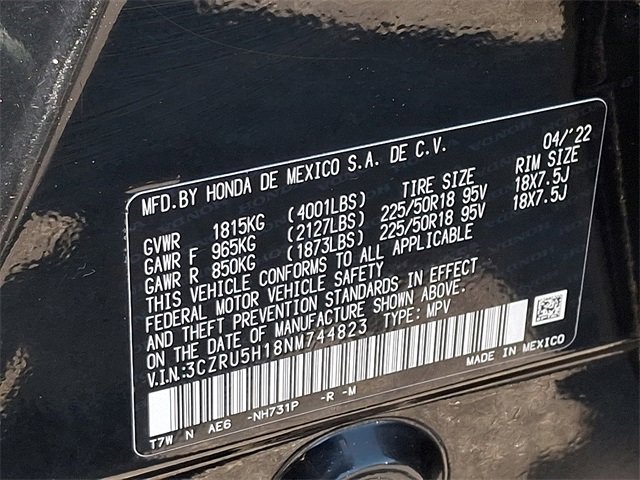 MFD.BY HONDA DE MEXICO S.A. DE C.V. 04/'22
GVWR 1815KG (4001LBS) TIRE SIZE RIM SIZE
GAWR F 965KG (2127LBS) 225/50R18 95V 18X7.5J
GAWR R 850KG (1873LBS) 225/50R18 95V 18X7.5J
THIS VEHICLE CONFORMS TO ALL APPLICABLE
FEDERAL MOTOR VEHICLE SAFETY
AND THEFT PREVENTION STANDARDS IN EFFECT
ON THE DATE OF MANUFACTURE SHOWN ABOVE.
V.I.N.:3CZRU5H18NM744823 TYPE: MPV
T7W N AE6 -NH731P -R -M MADE IN MEXICO